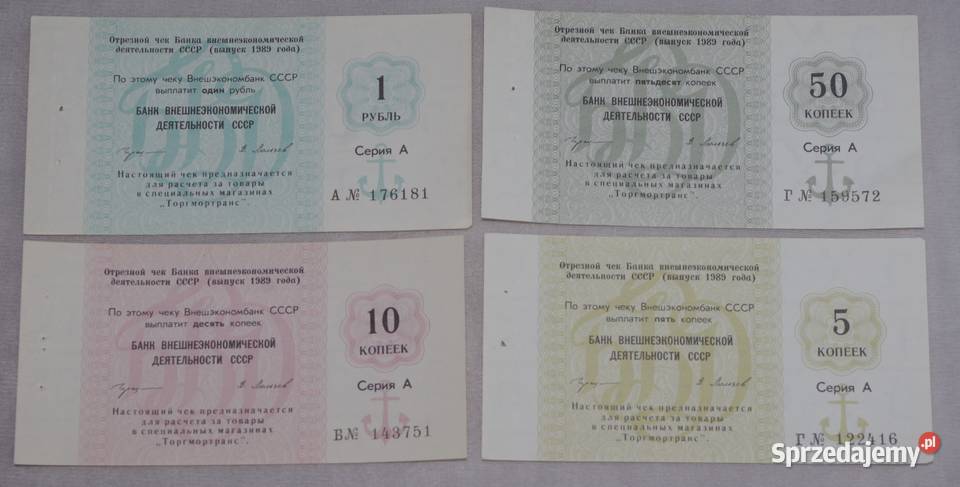 Отрезной чек Банка внешнеэкономической
деятельности СССР (выпуск 1989 года)
По этому чеку Внешэкономбанк СССР
выплатит один рубль
БАНК ВНЕШНЕЭКОНОМИЧЕСКОЙ
ДЕЯТЕЛЬНОСТИ СССР
Настоящий чек предназначается
для расчета за товары
в специальных магазинах
„Торгмортранс".
1
РУБЛЬ
Серия А
А № 176181
Отрезной чек Банка внешнеэкономической
деятельности СССР (выпуск 1989 года)
По этому чеку Внешэкономбанк СССР
выплатит пятьдесят копеек
БАНК ВНЕШНЕЭКОНОМИЧЕСКОЙ
ДЕЯТЕЛЬНОСТИ СССР
Настоящий чек предназначается
для расчета за товары
в специальных магазинах
„Торгмортранс".
50
КОПЕЕК
Серия А
Г № 159572
Отрезной чек Банка внешнеэкономической
деятельности СССР (выпуск 1989 года)
По этому чеку Внешэкономбанк СССР
выплатит десять копеек
БАНК ВНЕШНЕЭКОНОМИЧЕСКОЙ
ДЕЯТЕЛЬНОСТИ СССР
Настоящий чек предназначается
для расчета за товары
в специальных магазинах
„Торгмортранс".
10
КОПЕЕК
Серия А
В № 143751
Отрезной чек Банка внешнеэкономической
деятельности СССР (выпуск 1989 года)
По этому чеку Внешэкономбанк СССР
выплатит пять копеек
БАНК ВНЕШНЕЭКОНОМИЧЕСКОЙ
ДЕЯТЕЛЬНОСТИ СССР
Настоящий чек предназначается
для расчета за товары
в специальных магазинах
„Торгмортранс".
5
КОПЕЕК
Серия А
Г № 122416
Sprzedajemy.pl